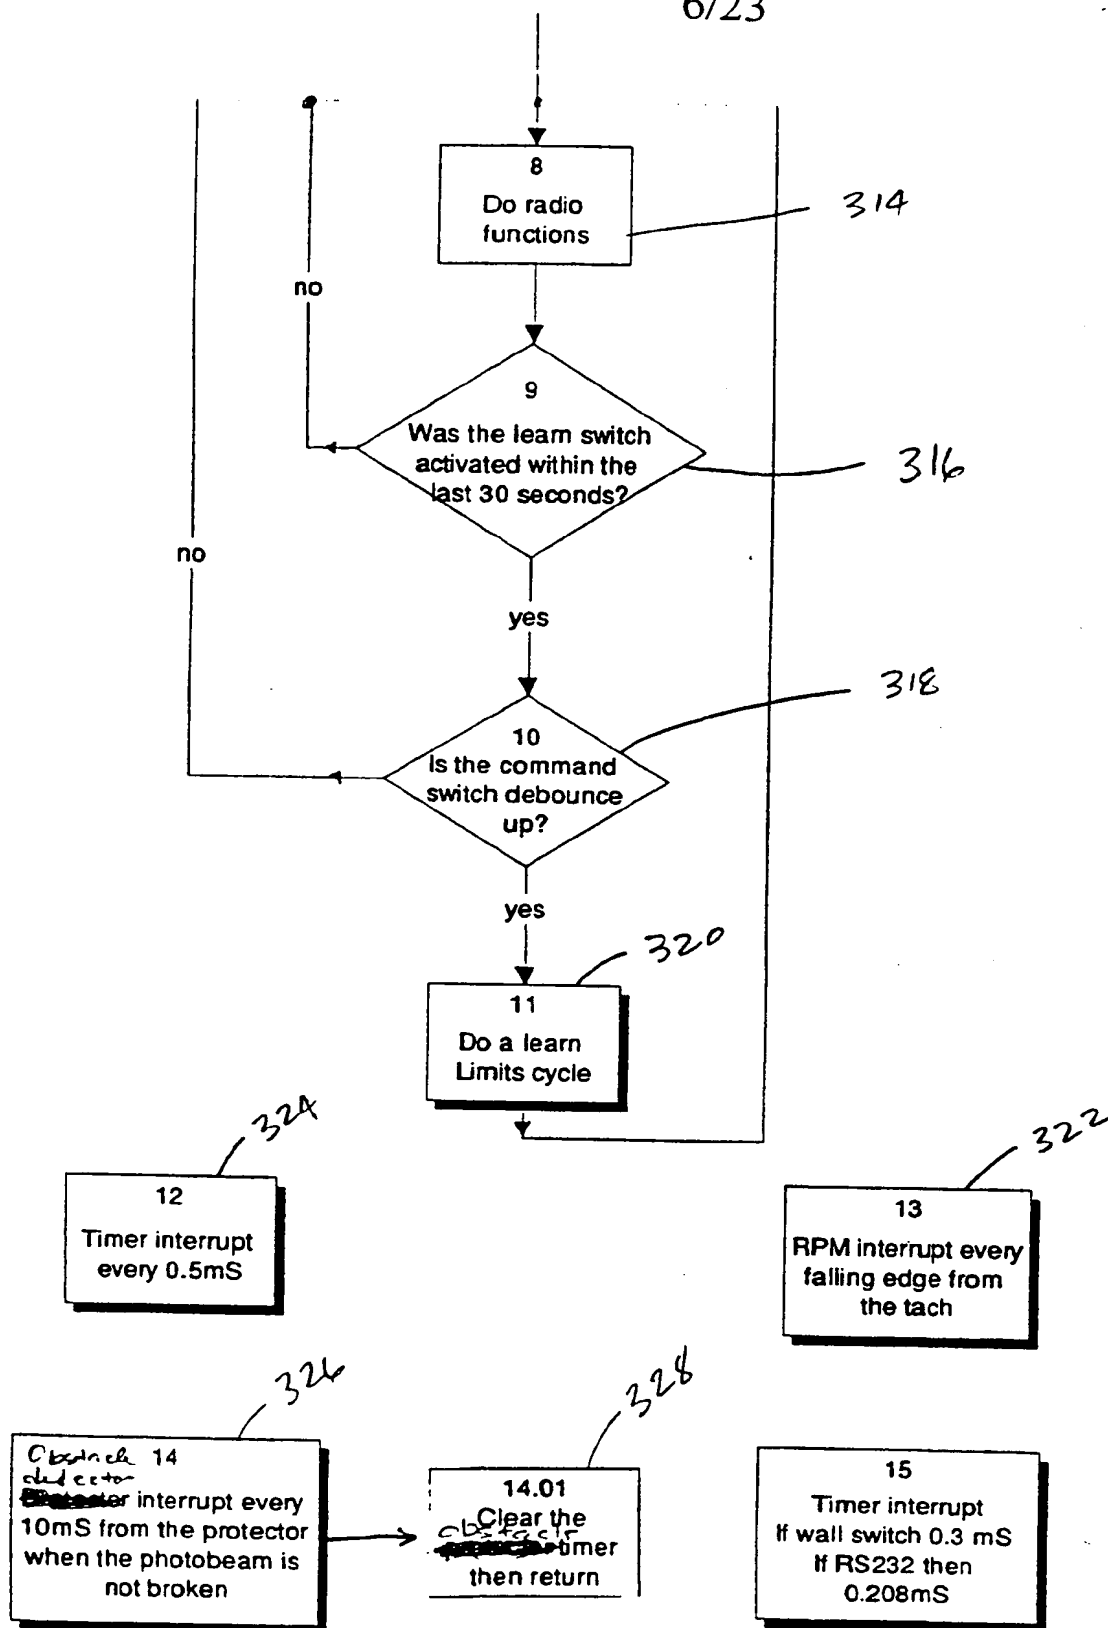 6/23
8
Do radio
functions
314
no
9
Was the learn switch
activated within the
last 30 seconds?
316
no
yes
318
10
Is the command
switch debounce
up?
yes
320
11
Do a learn
Limits cycle
324
322
12
Timer interrupt
every 0.5mS
13
RPM interrupt every
falling edge from
the tach
326
328
Obstacle 14
detector
interrupt every
10mS from the protector
when the photobeam is
not broken
14.01
Clear the
obstacle
timer
then return
15
Timer interrupt
If wall switch 0.3 mS
If RS232 then
0.208mS